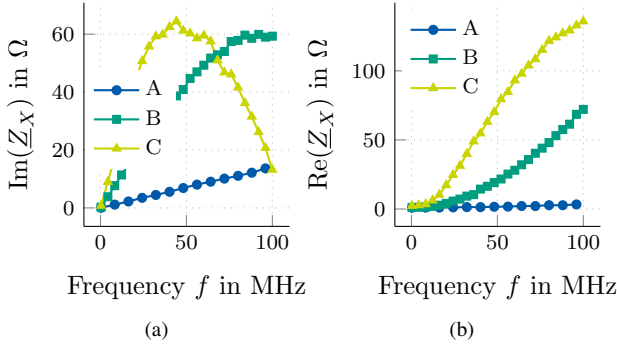 Im(Z_X) in Ω
60
40
20
0
A
B
C
0
50
100
Frequency f in MHz
(a)
Re(Z_X) in Ω
100
50
0
A
B
C
0
50
100
Frequency f in MHz
(b)